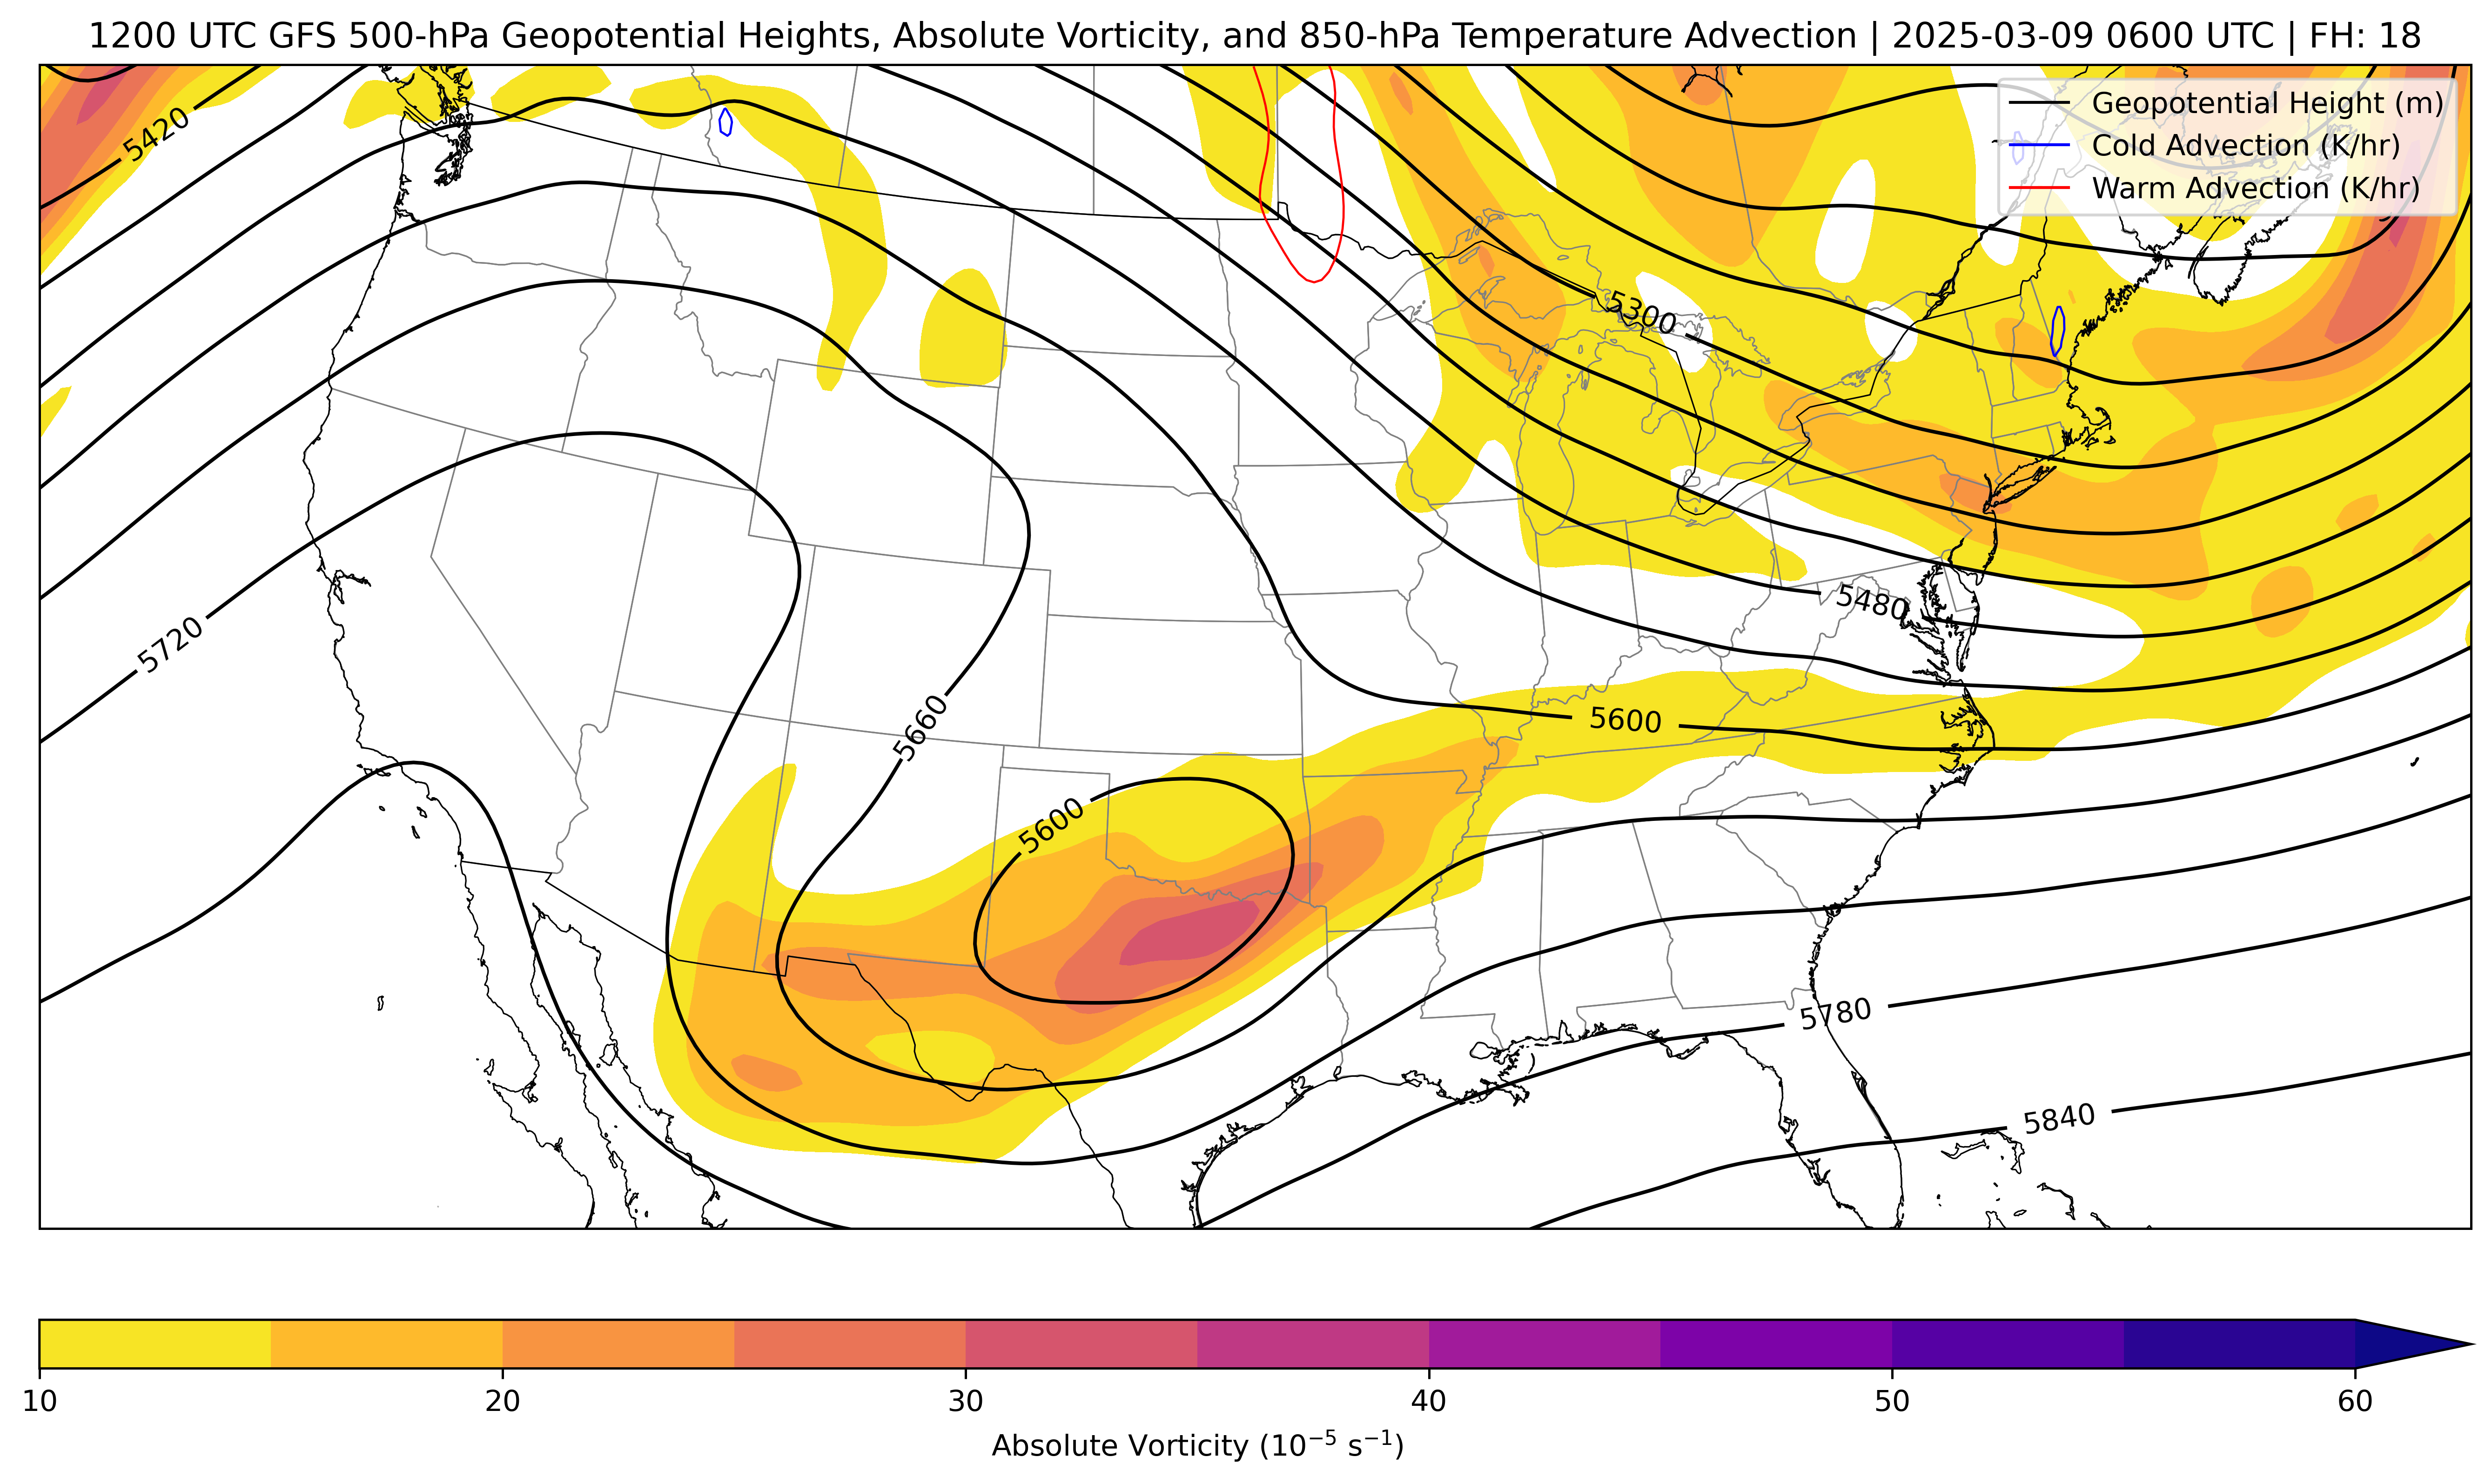 1200 UTC GFS 500-hPa Geopotential Heights, Absolute Vorticity, and 850-hPa Temperature Advection | 2025-03-09 0600 UTC | FH: 18
Geopotential Height (m)
Cold Advection (K/hr)
Warm Advection (K/hr)
5420
5300
5480
5720
5660
5600
5600
5780
5840
10 20 30 40 50 60
Absolute Vorticity (10⁻⁵ s⁻¹)